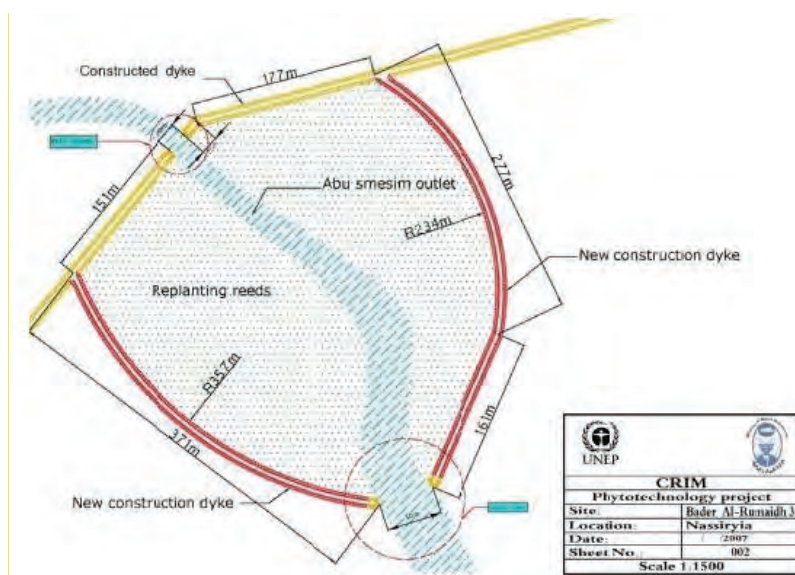 Constructed dyke
177m
277m
151m
Abu smesim outlet
R234m
New construction dyke
Replanting reeds
R357m
371m
161m
New construction dyke
UNEP
CRIM
Phytotechnology project
Site: Bader Al-Rumaidh 3
Location: Nassiryia
Date: / /2007
Sheet No.: 002
Scale 1:1500